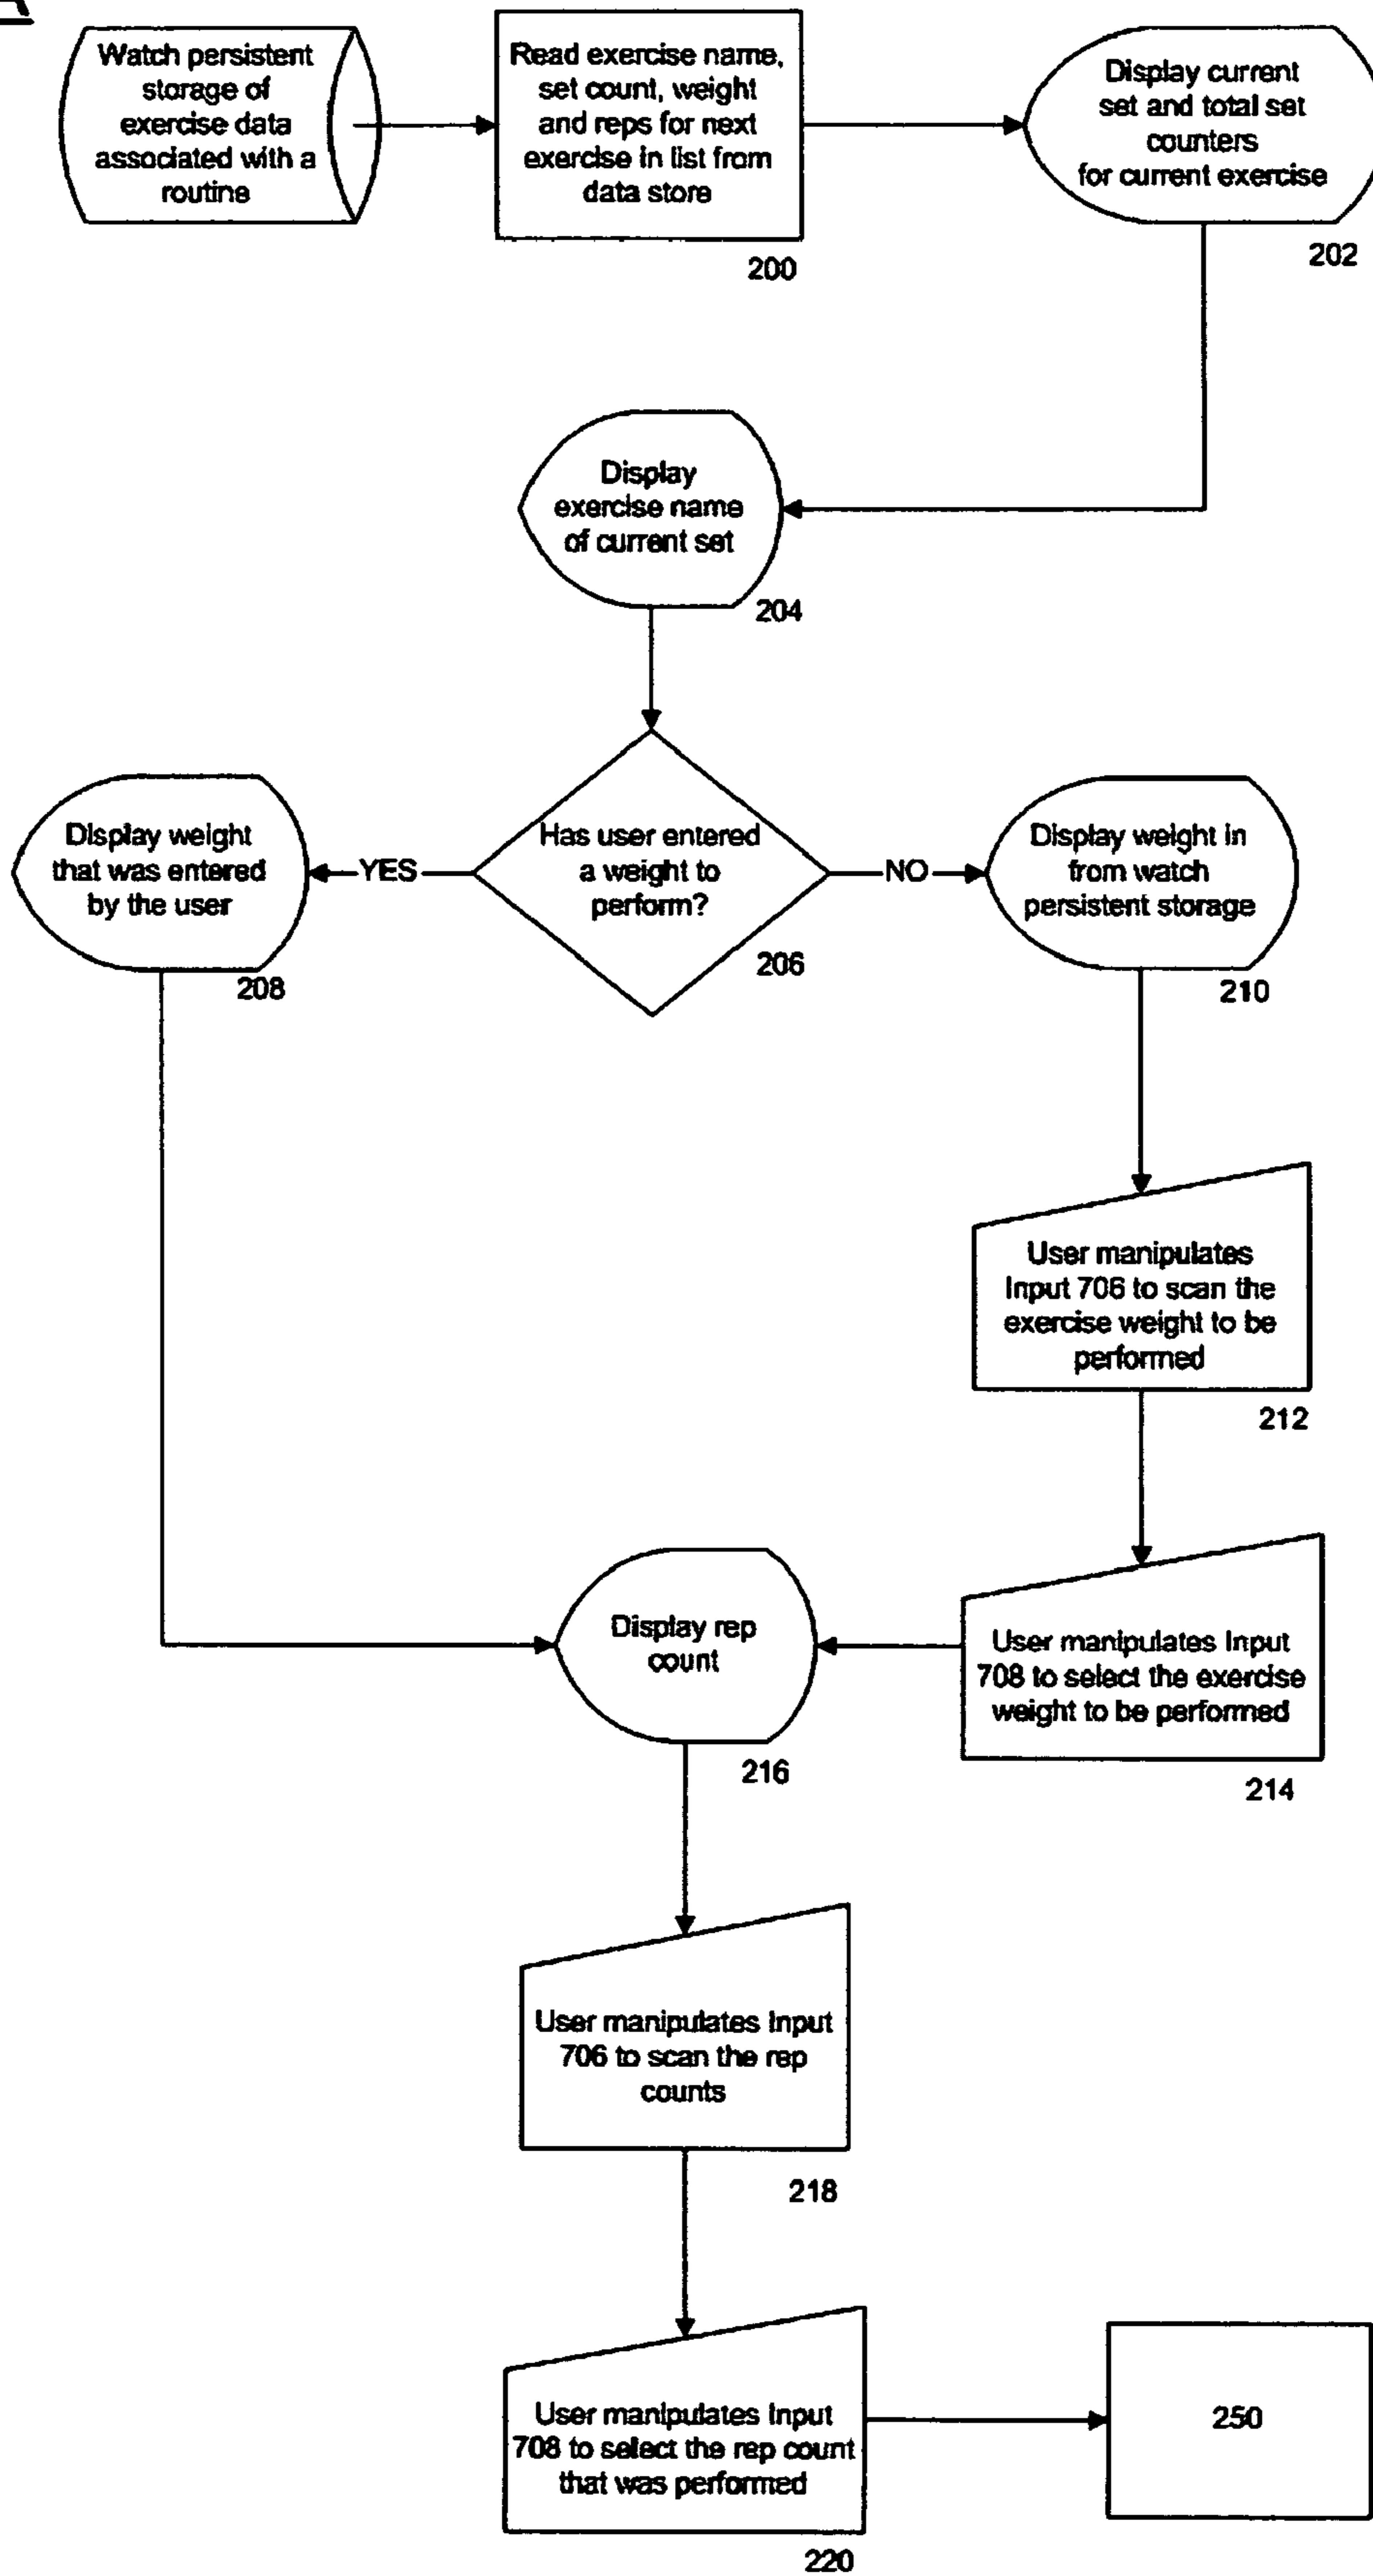 Watch persistent
storage of
exercise data
associated with a
routine
Read exercise name,
set count, weight
and reps for next
exercise in list from
data store
200
Display current
set and total set
counters
for current exercise
202
Display
exercise name
of current set
204
Has user entered
a weight to
perform?
206
YES
NO
Display weight
that was entered
by the user
208
Display weight in
from watch
persistent storage
210
User manipulates
Input 706 to scan the
exercise weight to be
performed
212
User manipulates Input
708 to select the exercise
weight to be performed
214
Display rep
count
216
User manipulates Input
706 to scan the rep
counts
218
User manipulates Input
708 to select the rep count
that was performed
220
250